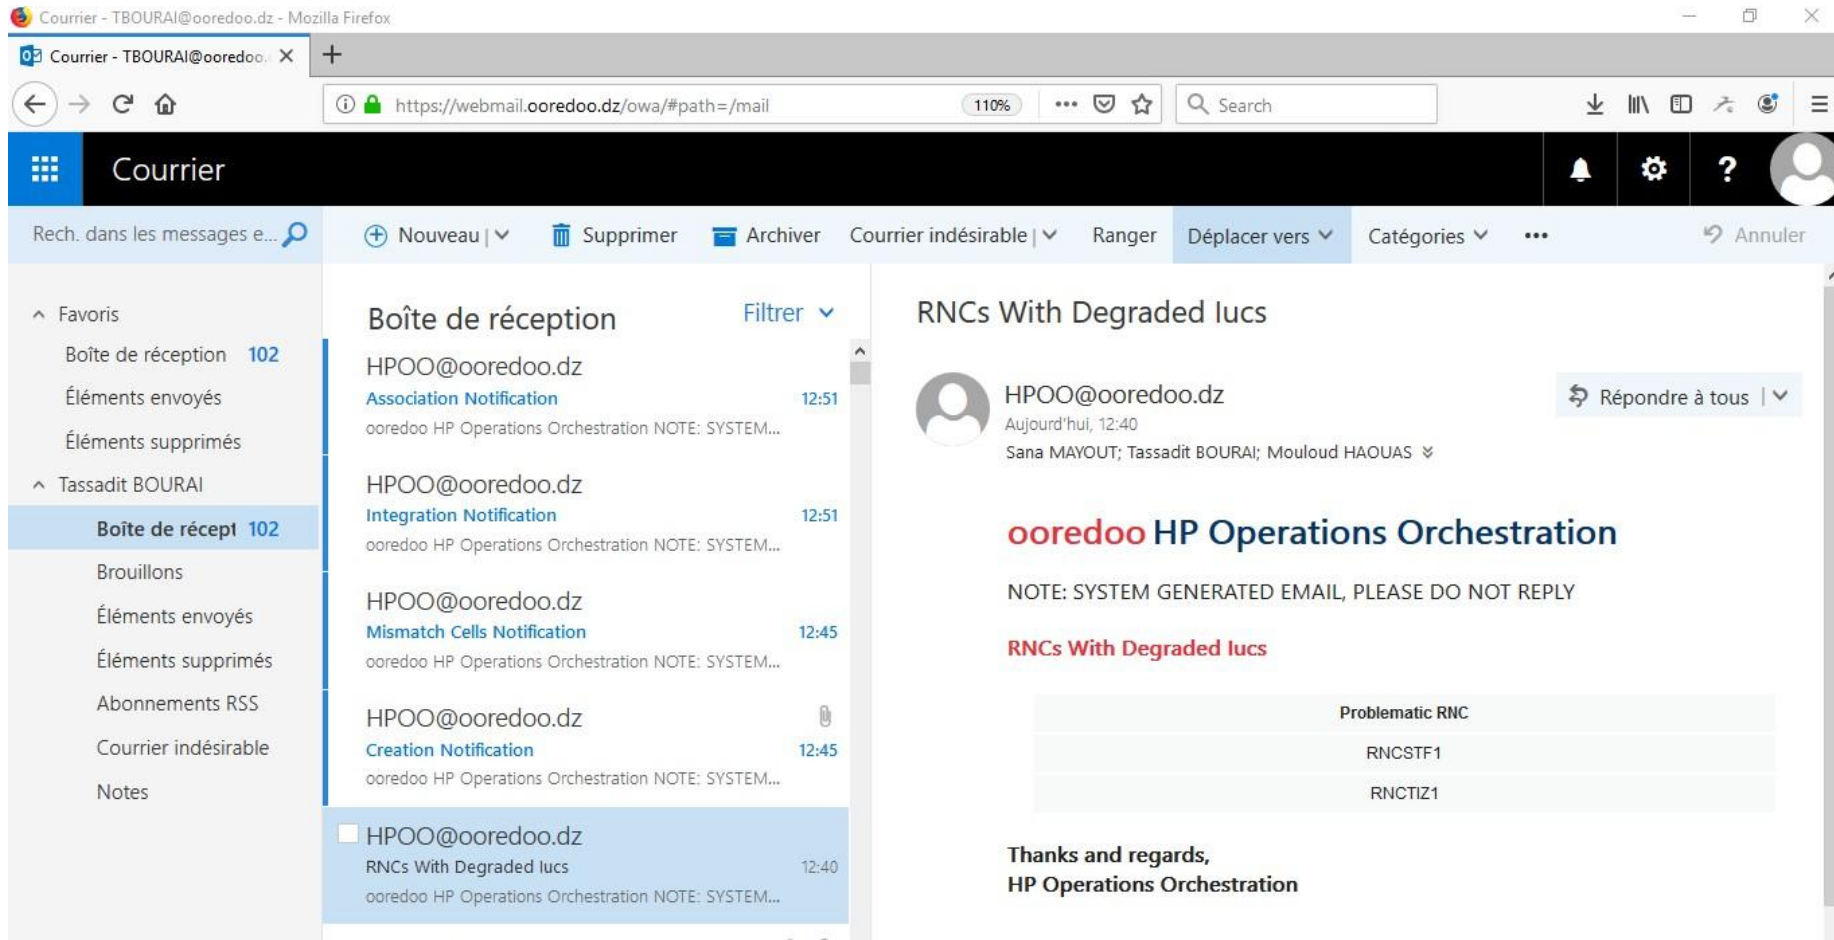 Courrier - TBOURAI@ooredoo.dz - Mozilla Firefox
Courrier - TBOURAI@ooredoo.
https://webmail.ooredoo.dz/owa/#path=/mail
110%
Search
Courrier
?
Rech. dans les messages e...
Nouveau
Supprimer
Archiver
Courrier indésirable
Ranger
Déplacer vers
Catégories
Annuler
Favoris
Boîte de réception 102
Éléments envoyés
Éléments supprimés
Tassadit BOURAI
Boîte de récept 102
Brouillons
Éléments envoyés
Éléments supprimés
Abonnements RSS
Courrier indésirable
Notes
Boîte de réception
Filtrer
HPOO@ooredoo.dz
Association Notification 12:51
ooredoo HP Operations Orchestration NOTE: SYSTEM...
HPOO@ooredoo.dz
Integration Notification 12:51
ooredoo HP Operations Orchestration NOTE: SYSTEM...
HPOO@ooredoo.dz
Mismatch Cells Notification 12:45
ooredoo HP Operations Orchestration NOTE: SYSTEM...
HPOO@ooredoo.dz
Creation Notification 12:45
ooredoo HP Operations Orchestration NOTE: SYSTEM...
HPOO@ooredoo.dz
RNCs With Degraded Iucs 12:40
ooredoo HP Operations Orchestration NOTE: SYSTEM...
RNCs With Degraded Iucs
HPOO@ooredoo.dz
Aujourd'hui, 12:40
Sana MAYOUT; Tassadit BOURAI; Mouloud HAOUAS
Répondre à tous
ooredoo HP Operations Orchestration
NOTE: SYSTEM GENERATED EMAIL, PLEASE DO NOT REPLY
RNCs With Degraded Iucs
Problematic RNC
RNCSTF1
RNCTIZ1
Thanks and regards,
HP Operations Orchestration